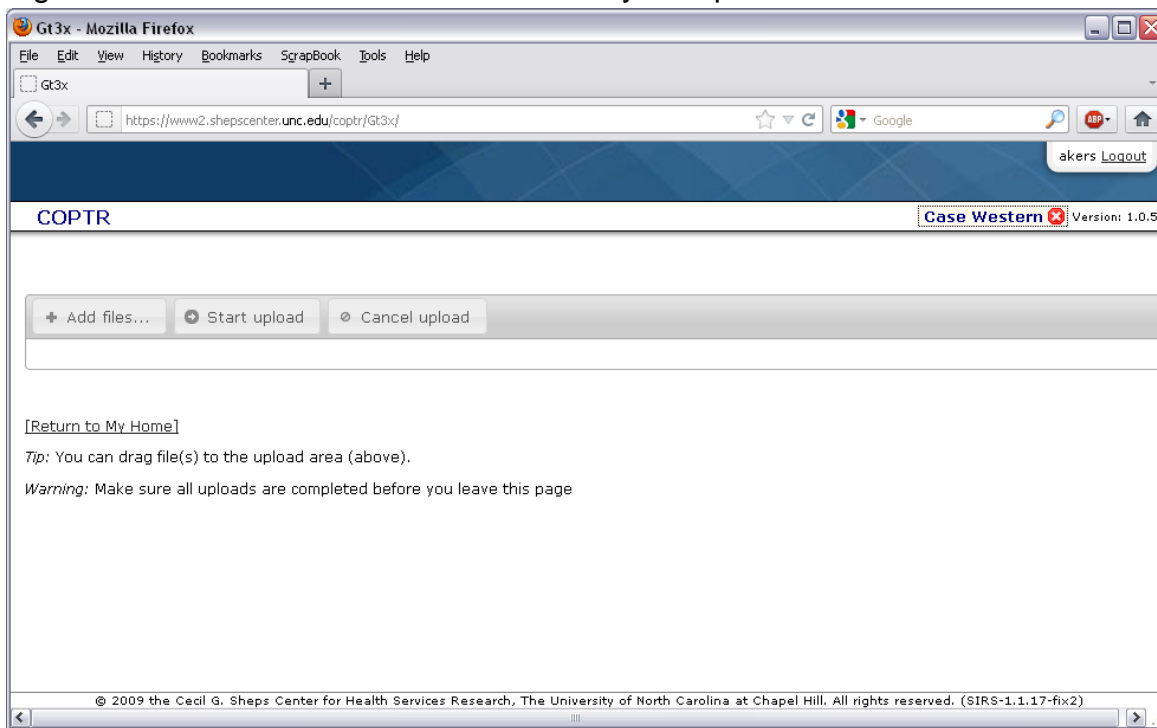 Gt3x - Mozilla Firefox
File Edit View History Bookmarks ScrapBook Tools Help
Gt3x +
https://www2.shepscenter.unc.edu/coptr/Gt3x/ Google ABP
akers Logout
COPTR Case Western Version: 1.0.5
Add files... Start upload Cancel upload
[Return to My Home]
Tip: You can drag file(s) to the upload area (above).
Warning: Make sure all uploads are completed before you leave this page
© 2009 the Cecil G. Sheps Center for Health Services Research, The University of North Carolina at Chapel Hill. All rights reserved. (SIRS-1.1.17-fix2)